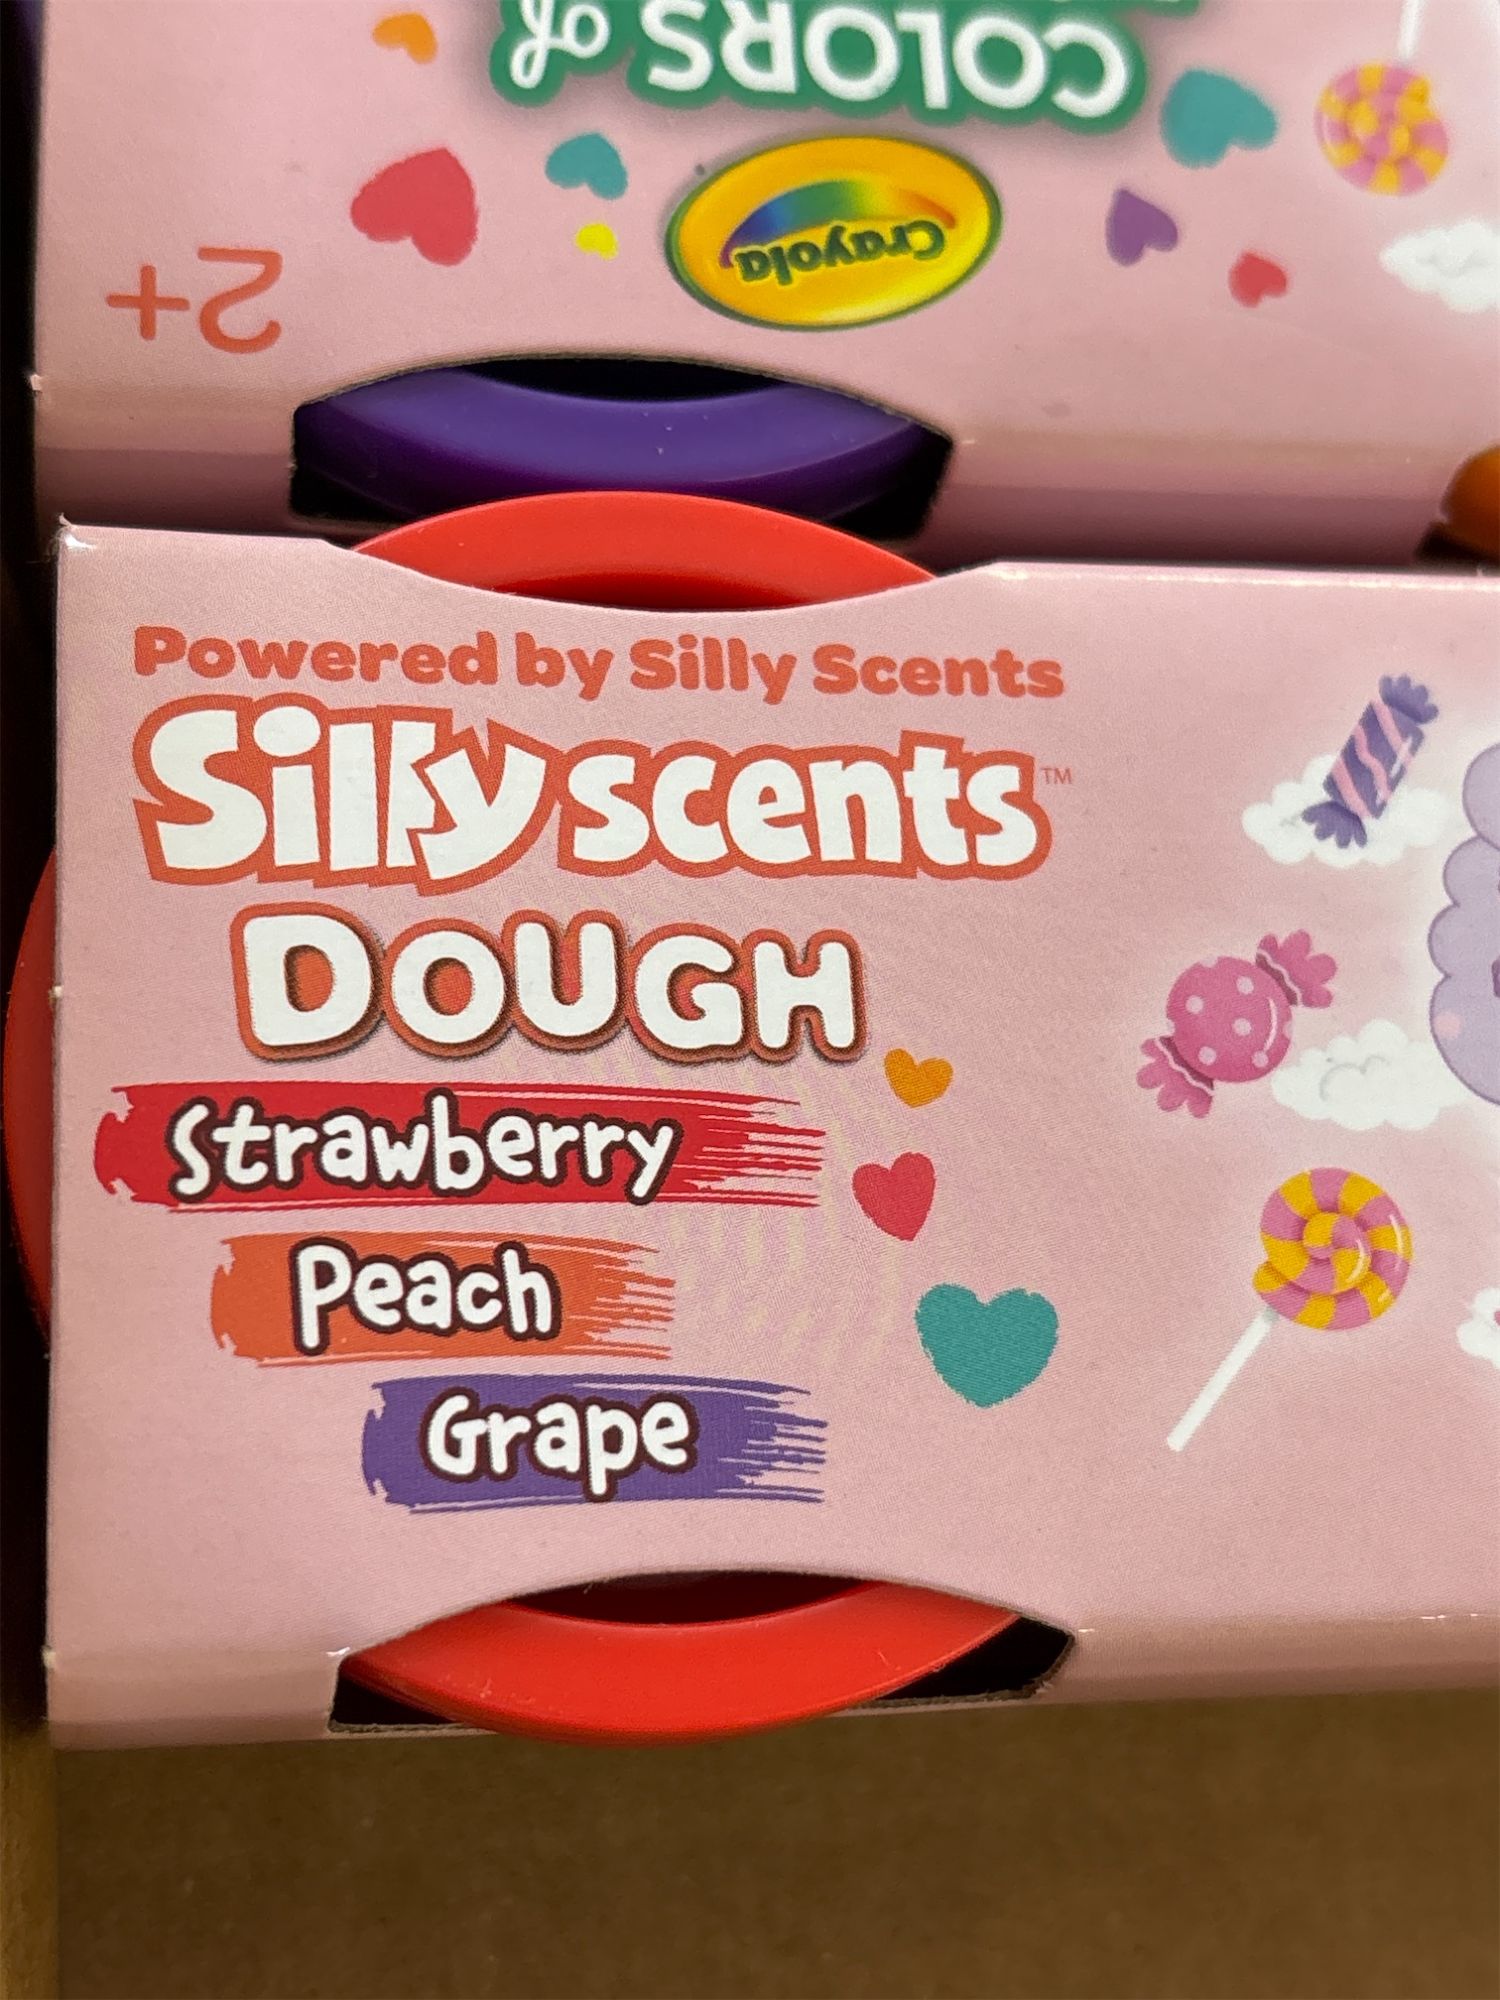 COLORS of
Crayola
2+
Powered by Silly Scents
Silly scents™
DOUGH
Strawberry
Peach
Grape